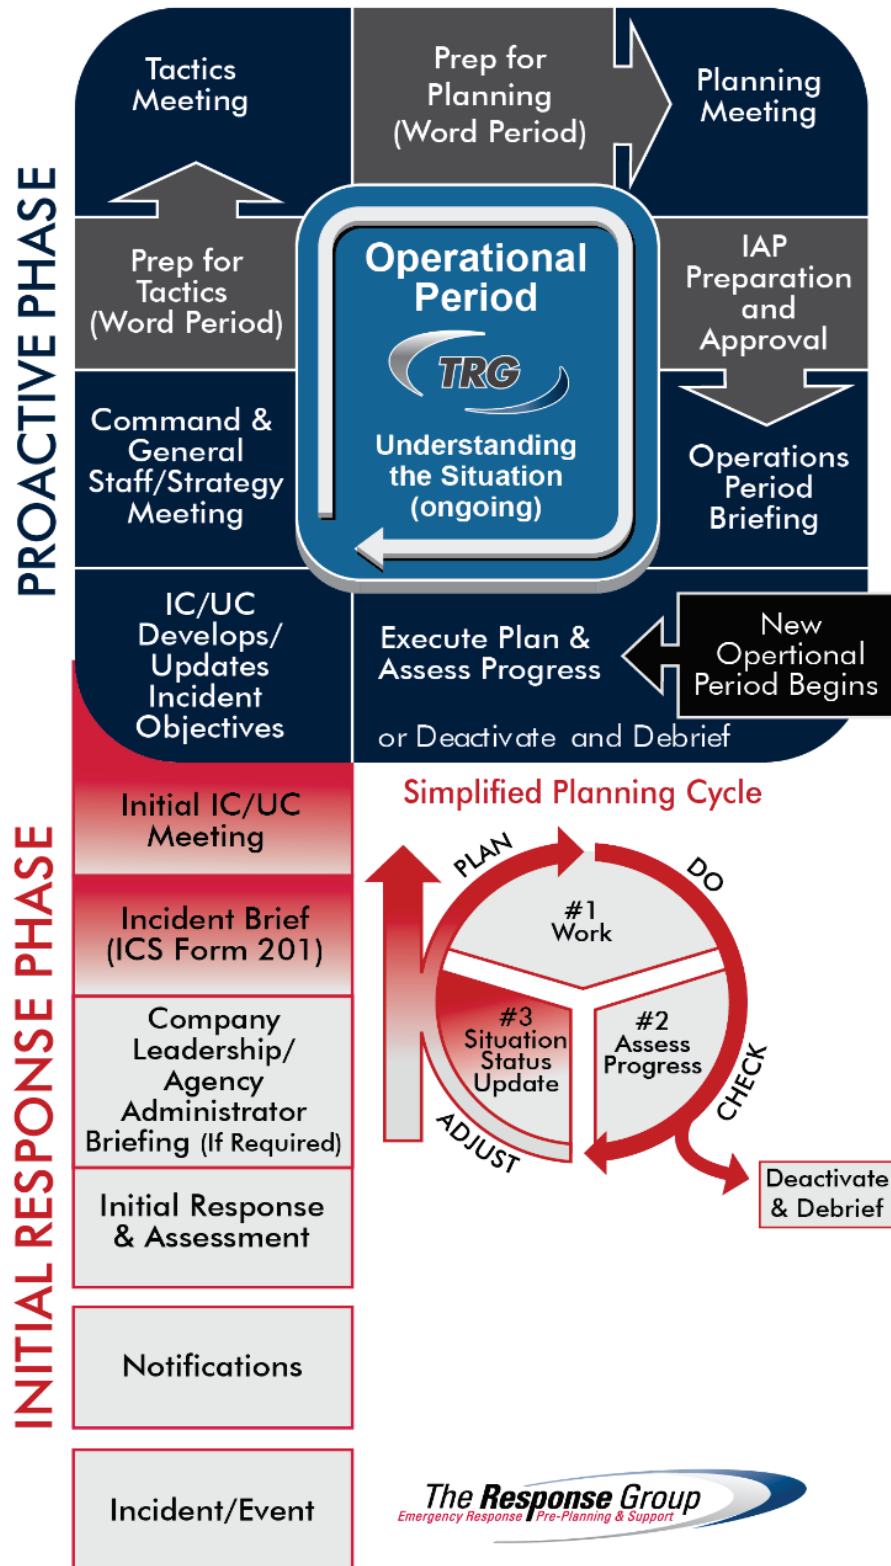 PROACTIVE PHASE
Tactics
Meeting
Prep for
Planning
(Word Period)
Planning
Meeting
Prep for
Tactics
(Word Period)
Operational
Period
TRG
Understanding
the Situation
(ongoing)
IAP
Preparation
and
Approval
Command &
General
Staff/Strategy
Meeting
Operations
Period
Briefing
IC/UC
Develops/
Updates
Incident
Objectives
Execute Plan &
Assess Progress
or Deactivate and Debrief
New
Opertional
Period Begins
INITIAL RESPONSE PHASE
Initial IC/UC
Meeting
Incident Brief
(ICS Form 201)
Company
Leadership/
Agency
Administrator
Briefing (If Required)
Initial Response
& Assessment
Notifications
Incident/Event
Simplified Planning Cycle
PLAN
DO
#1
Work
#3
Situation
Status
Update
#2
Assess
Progress
CHECK
ADJUST
Deactivate
& Debrief
The Response Group
Emergency Response Pre-Planning & Support